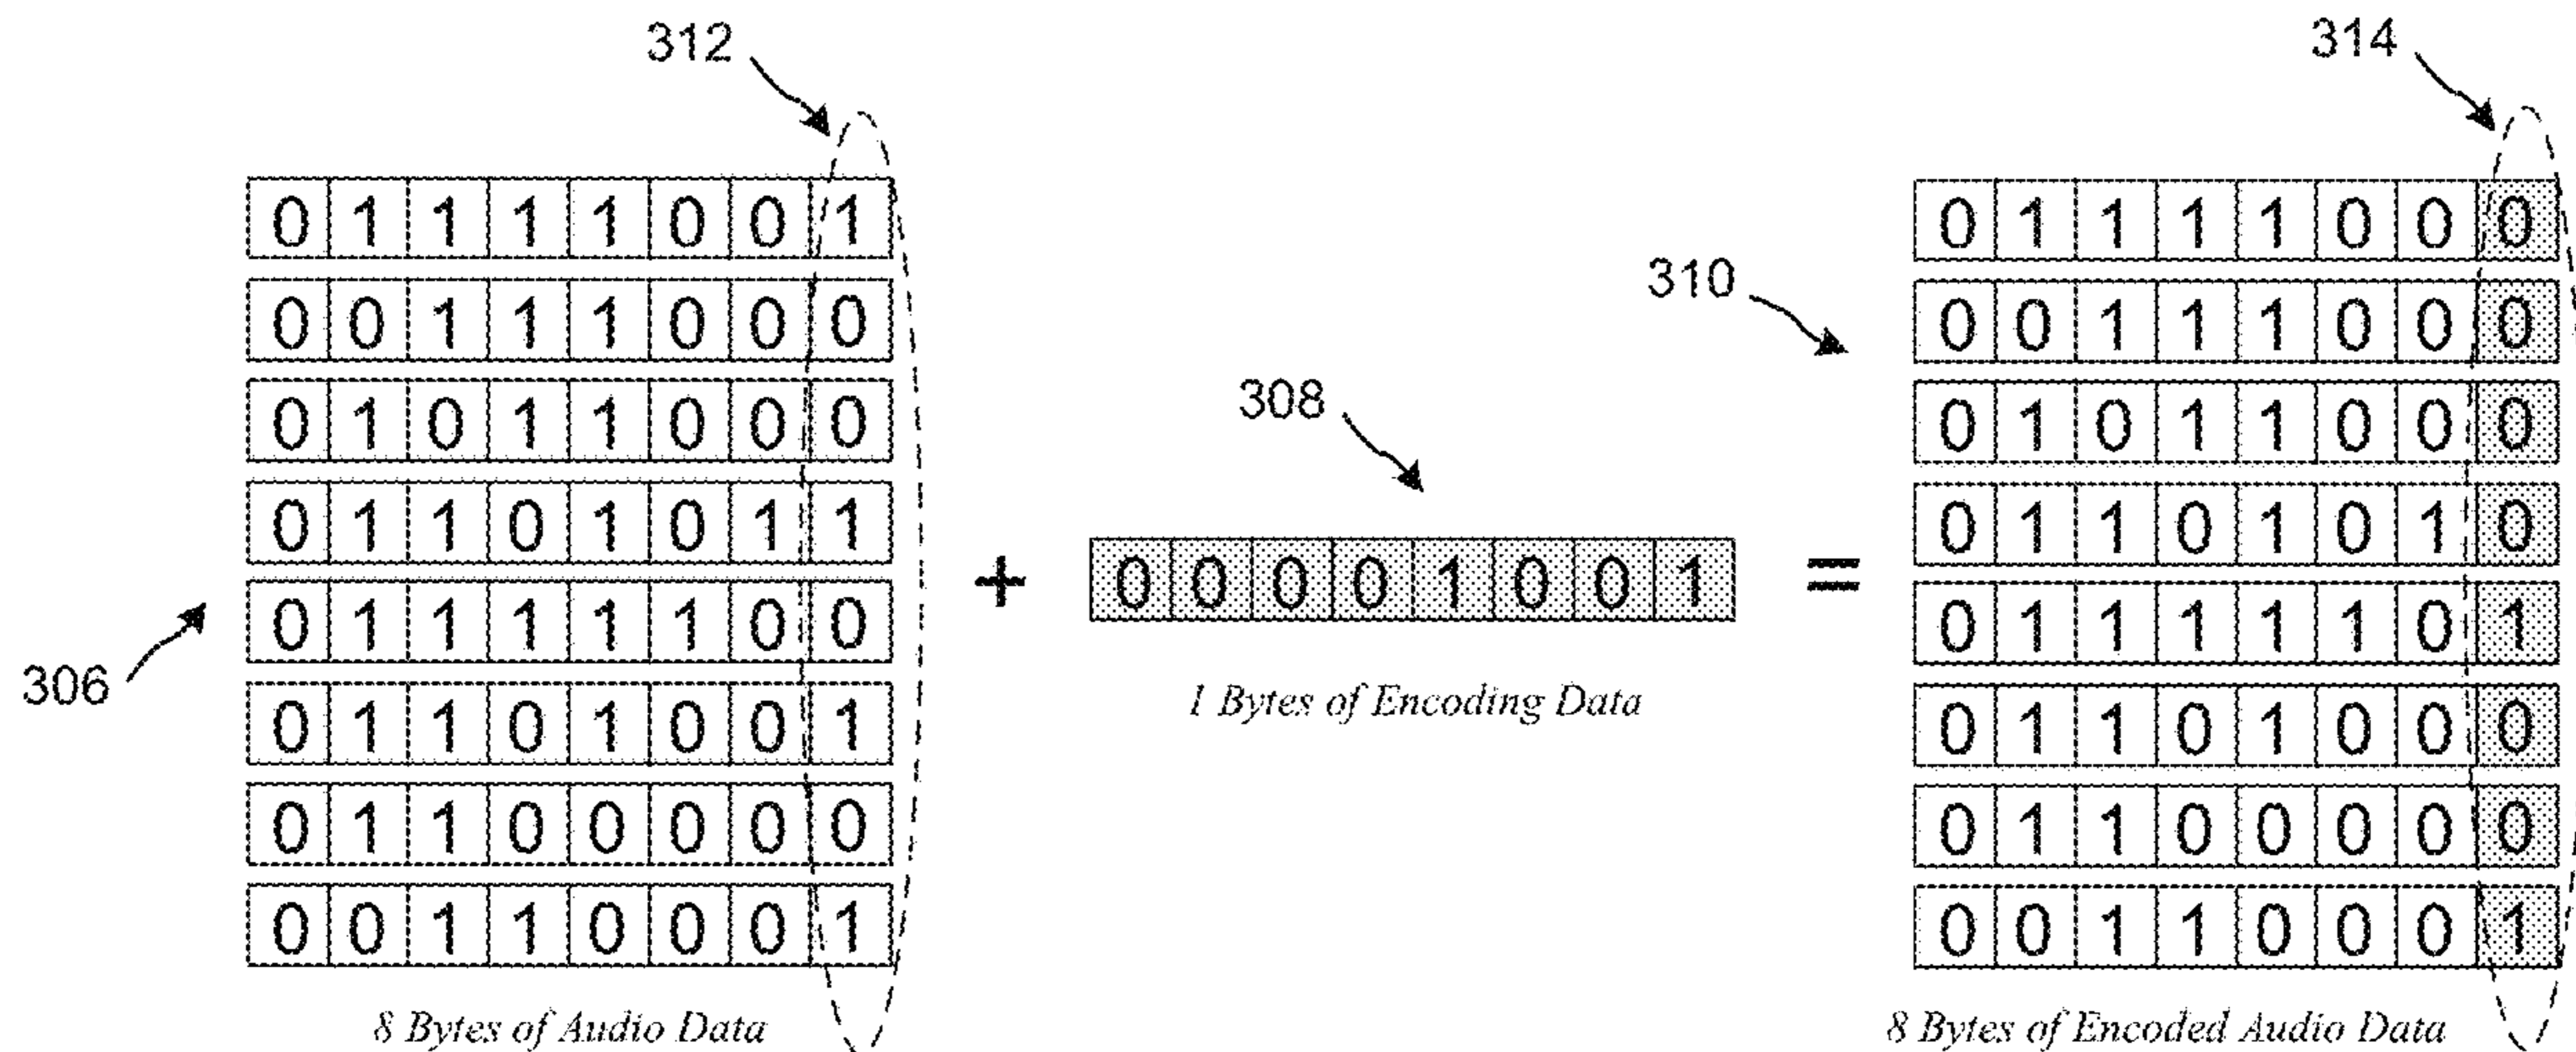 312
314
0 1 1 1 1 0 0 1
0 0 1 1 1 0 0 0
0 1 0 1 1 0 0 0
0 1 1 0 1 0 1 1
0 1 1 1 1 1 0 0
0 1 1 0 1 0 0 1
0 1 1 0 0 0 0 0
0 0 1 1 0 0 0 1
306
8 Bytes of Audio Data
+
308
0 0 0 0 1 0 0 1
1 Bytes of Encoding Data
=
310
0 1 1 1 1 0 0 0
0 0 1 1 1 0 0 0
0 1 0 1 1 0 0 0
0 1 1 0 1 0 1 0
0 1 1 1 1 1 0 1
0 1 1 0 1 0 0 0
0 1 1 0 0 0 0 0
0 0 1 1 0 0 0 1
8 Bytes of Encoded Audio Data